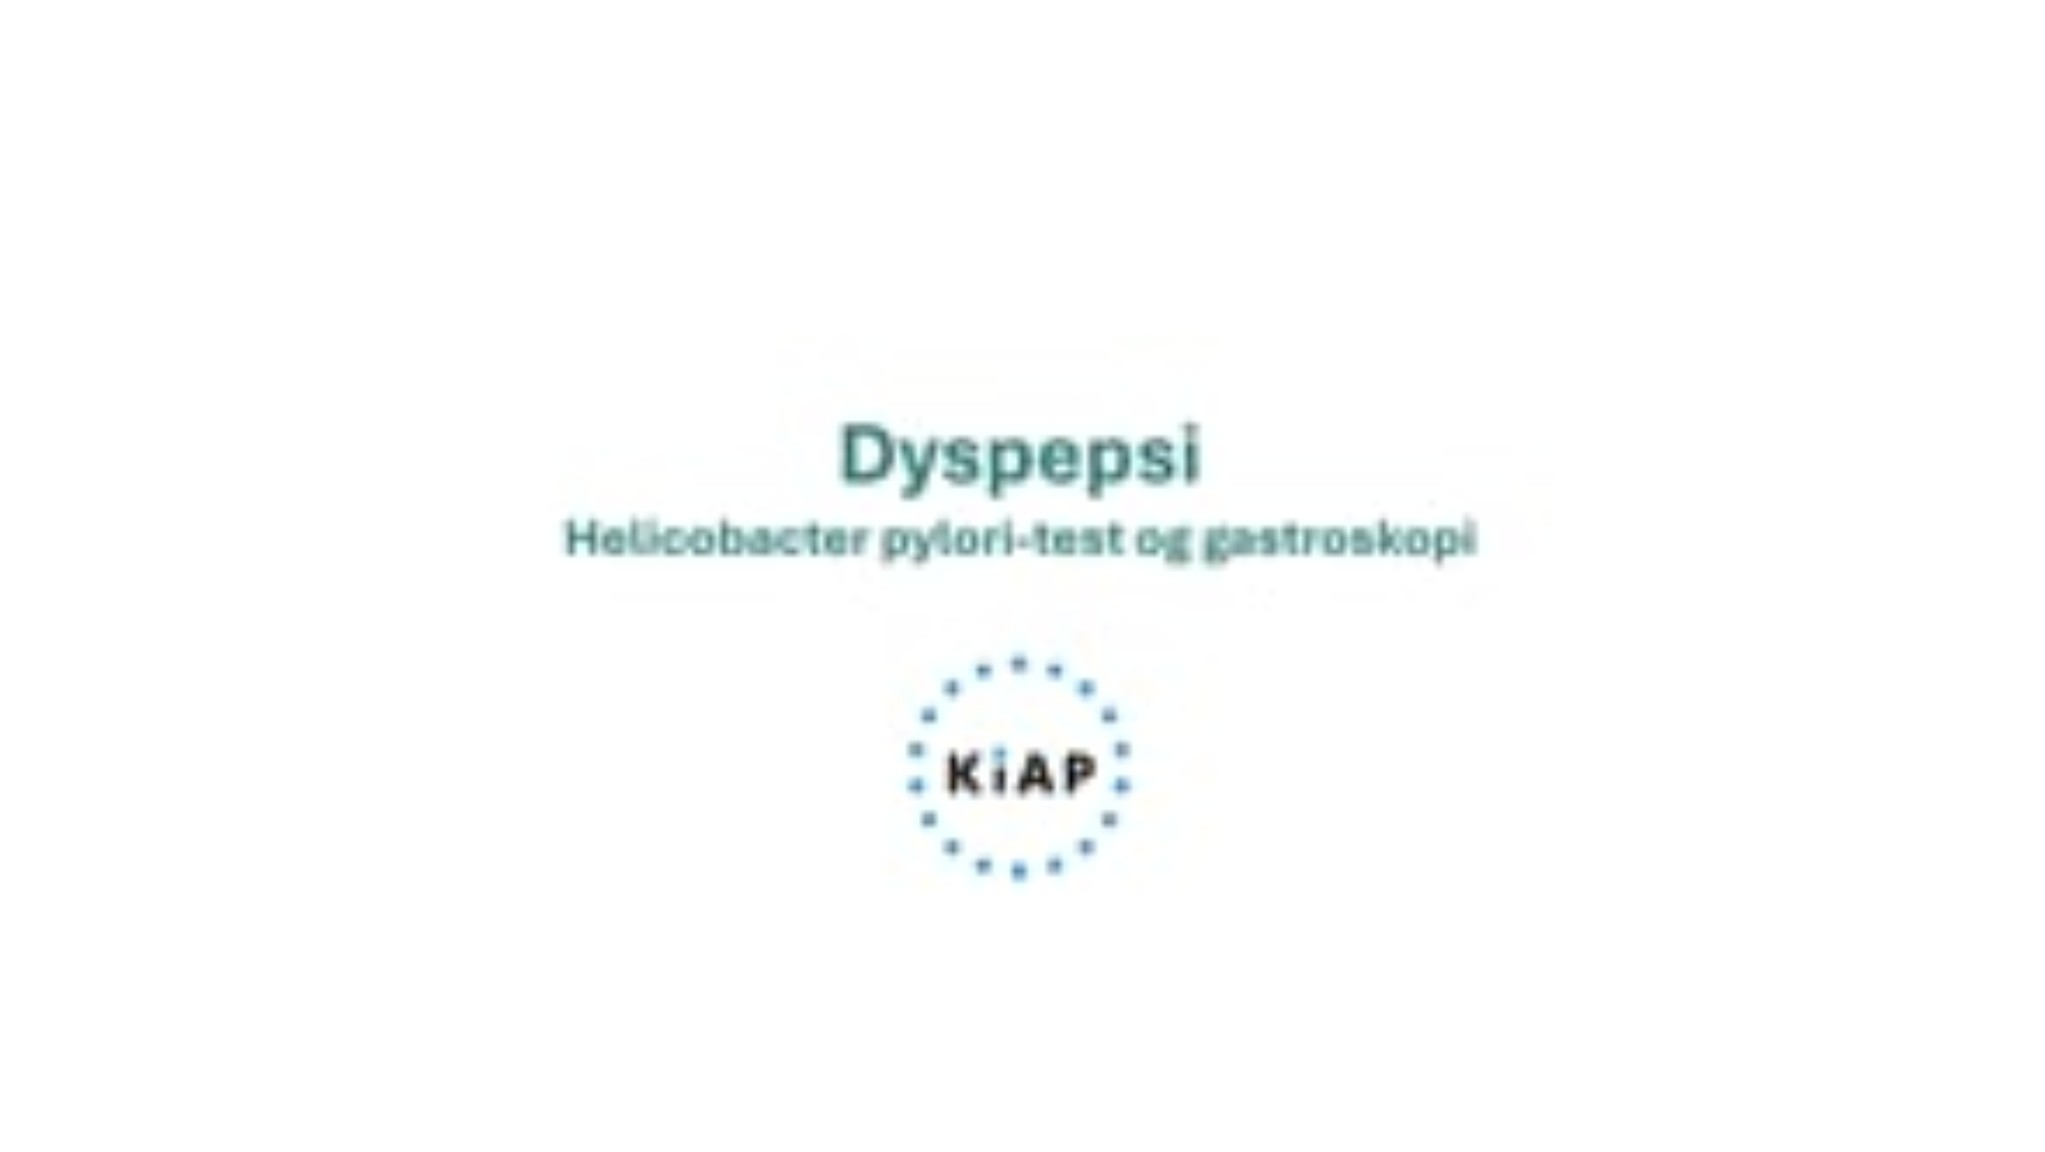 Dyspepsi
Helicobacter pylori-test og gastroskopi
KiAP